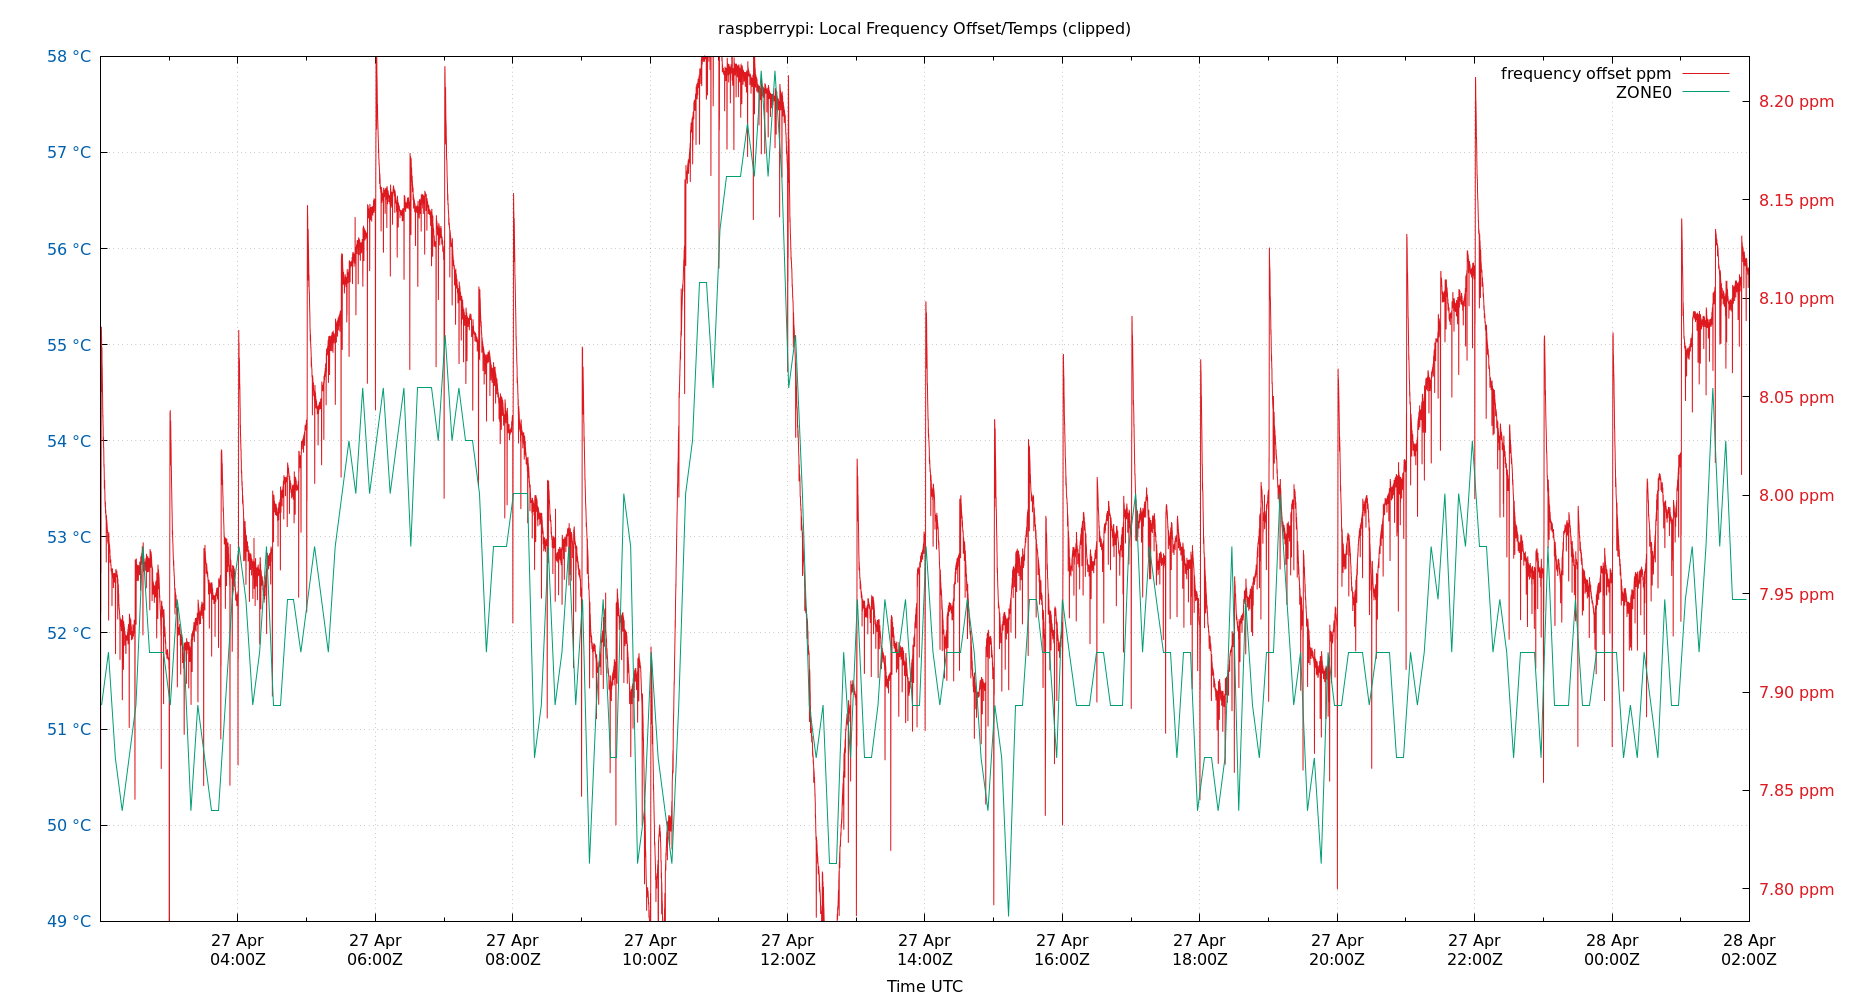 raspberrypi: Local Frequency Offset/Temps (clipped)
frequency offset ppm
ZONE0
58 °C
57 °C
56 °C
55 °C
54 °C
53 °C
52 °C
51 °C
50 °C
49 °C
8.20 ppm
8.15 ppm
8.10 ppm
8.05 ppm
8.00 ppm
7.95 ppm
7.90 ppm
7.85 ppm
7.80 ppm
27 Apr
04:00Z
27 Apr
06:00Z
27 Apr
08:00Z
27 Apr
10:00Z
27 Apr
12:00Z
27 Apr
14:00Z
27 Apr
16:00Z
27 Apr
18:00Z
27 Apr
20:00Z
27 Apr
22:00Z
28 Apr
00:00Z
28 Apr
02:00Z
Time UTC